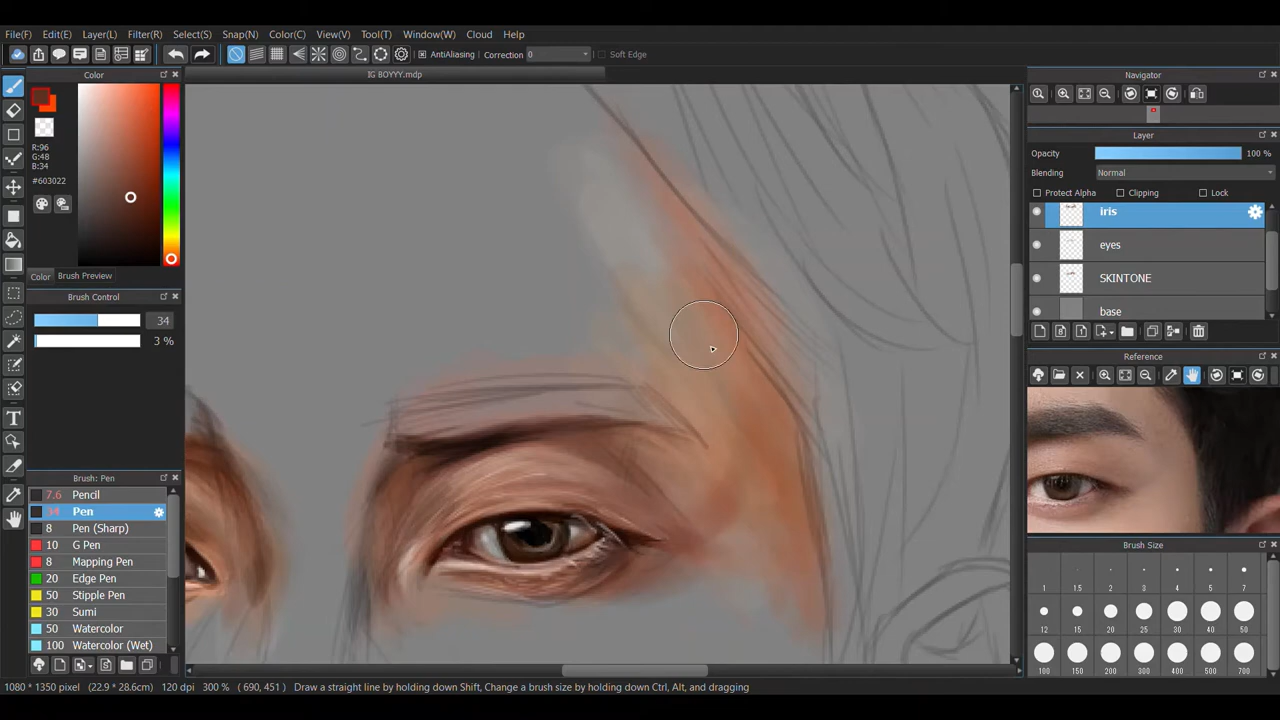 File(F) Edit(E) Layer(L) Filter(R) Select(S) Snap(N) Color(C) View(V) Tool(T) Window(W) Cloud Help
AntiAliasing Correction 0 Soft Edge
Color
IG BOYYY.mdp
R:96
G:48
B:34
#603022
Color Brush Preview
Brush Control
34
3 %
Brush: Pen
7.6 Pencil
34 Pen
8 Pen (Sharp)
10 G Pen
8 Mapping Pen
20 Edge Pen
50 Stipple Pen
30 Sumi
50 Watercolor
100 Watercolor (Wet)
Navigator
Layer
Opacity 100 %
Blending Normal
Protect Alpha Clipping Lock
iris
eyes
SKINTONE
base
Reference
Brush Size
1 1.5 2 3 4 5 7
12 15 20 25 30 40 50
100 150 200 300 400 500 700
1080 * 1350 pixel (22.9 * 28.6cm) 120 dpi 300 % ( 690, 451) Draw a straight line by holding down Shift, Change a brush size by holding down Ctrl, Alt, and dragging